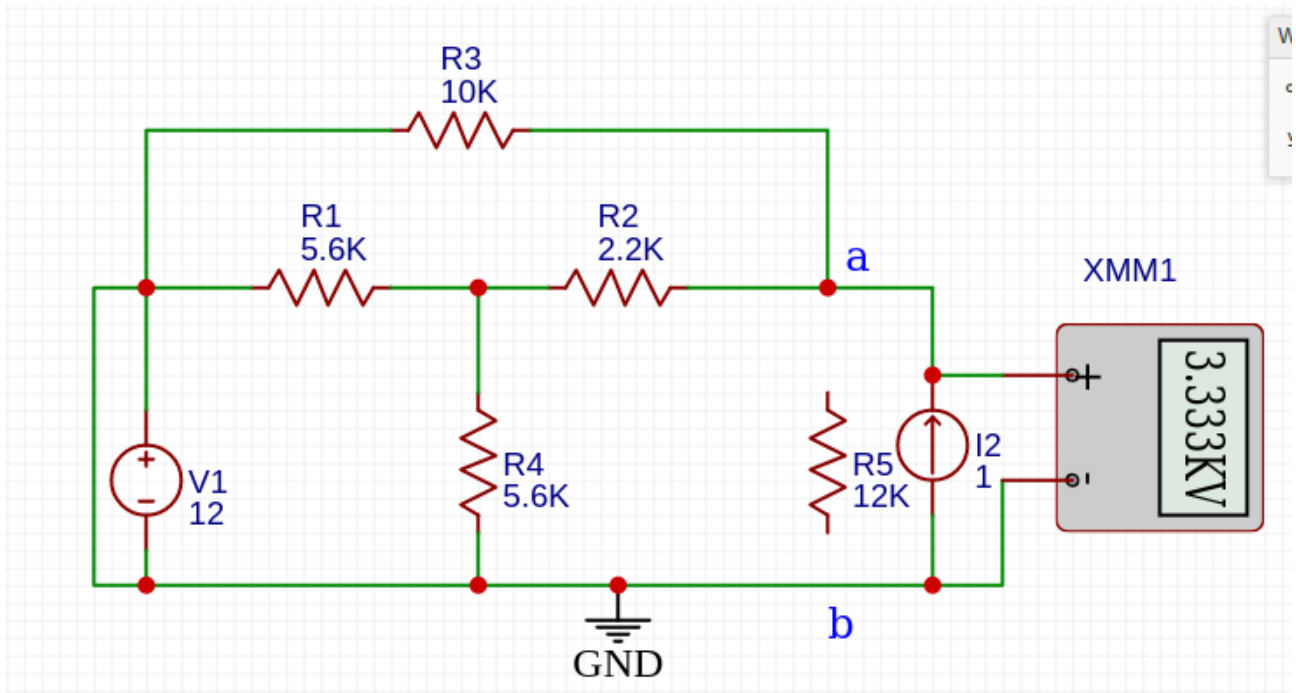 W
R3
10K
R1
5.6K
R2
2.2K
a
XMM1
+
-
3.333KV
+
-
V1
12
R4
5.6K
R5
12K
I2
1
b
GND